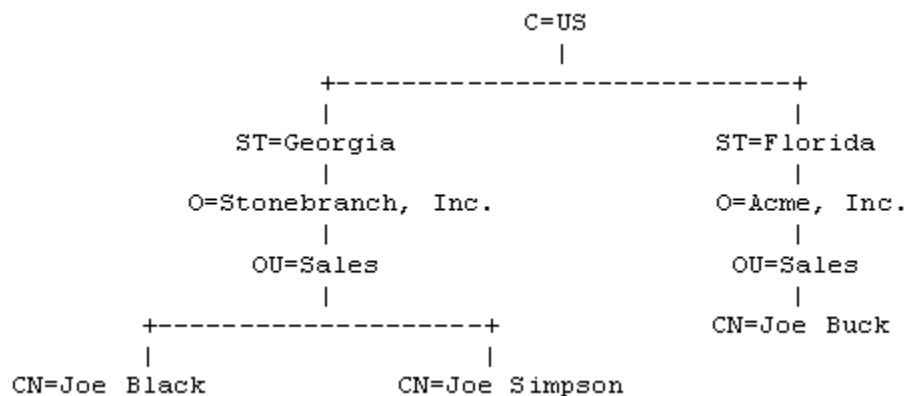 C=US
ST=Georgia ST=Florida
O=Stonebranch, Inc. O=Acme, Inc.
OU=Sales OU=Sales
CN=Joe Buck
CN=Joe Black CN=Joe Simpson